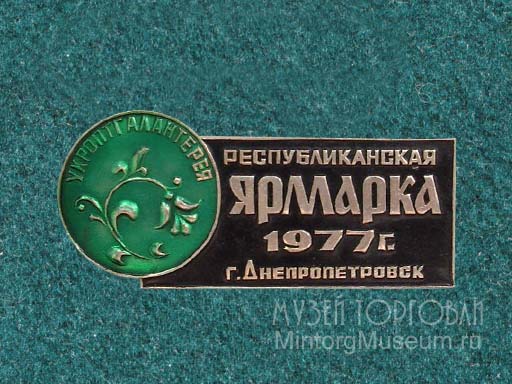 УКРОПТГАЛАНТЕРЕЯ
РЕСПУБЛИКАНСКАЯ
ЯРМАРКА
1977г.
г. Днепропетровск
МУЗЕЙ ТОРГОВЛИ
MintorgMuseum.ru